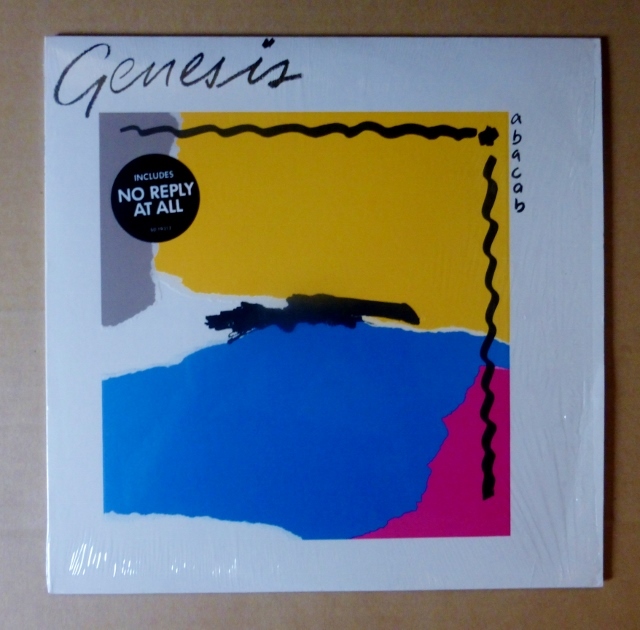 Genesis
abacab
INCLUDES
NO REPLY
AT ALL